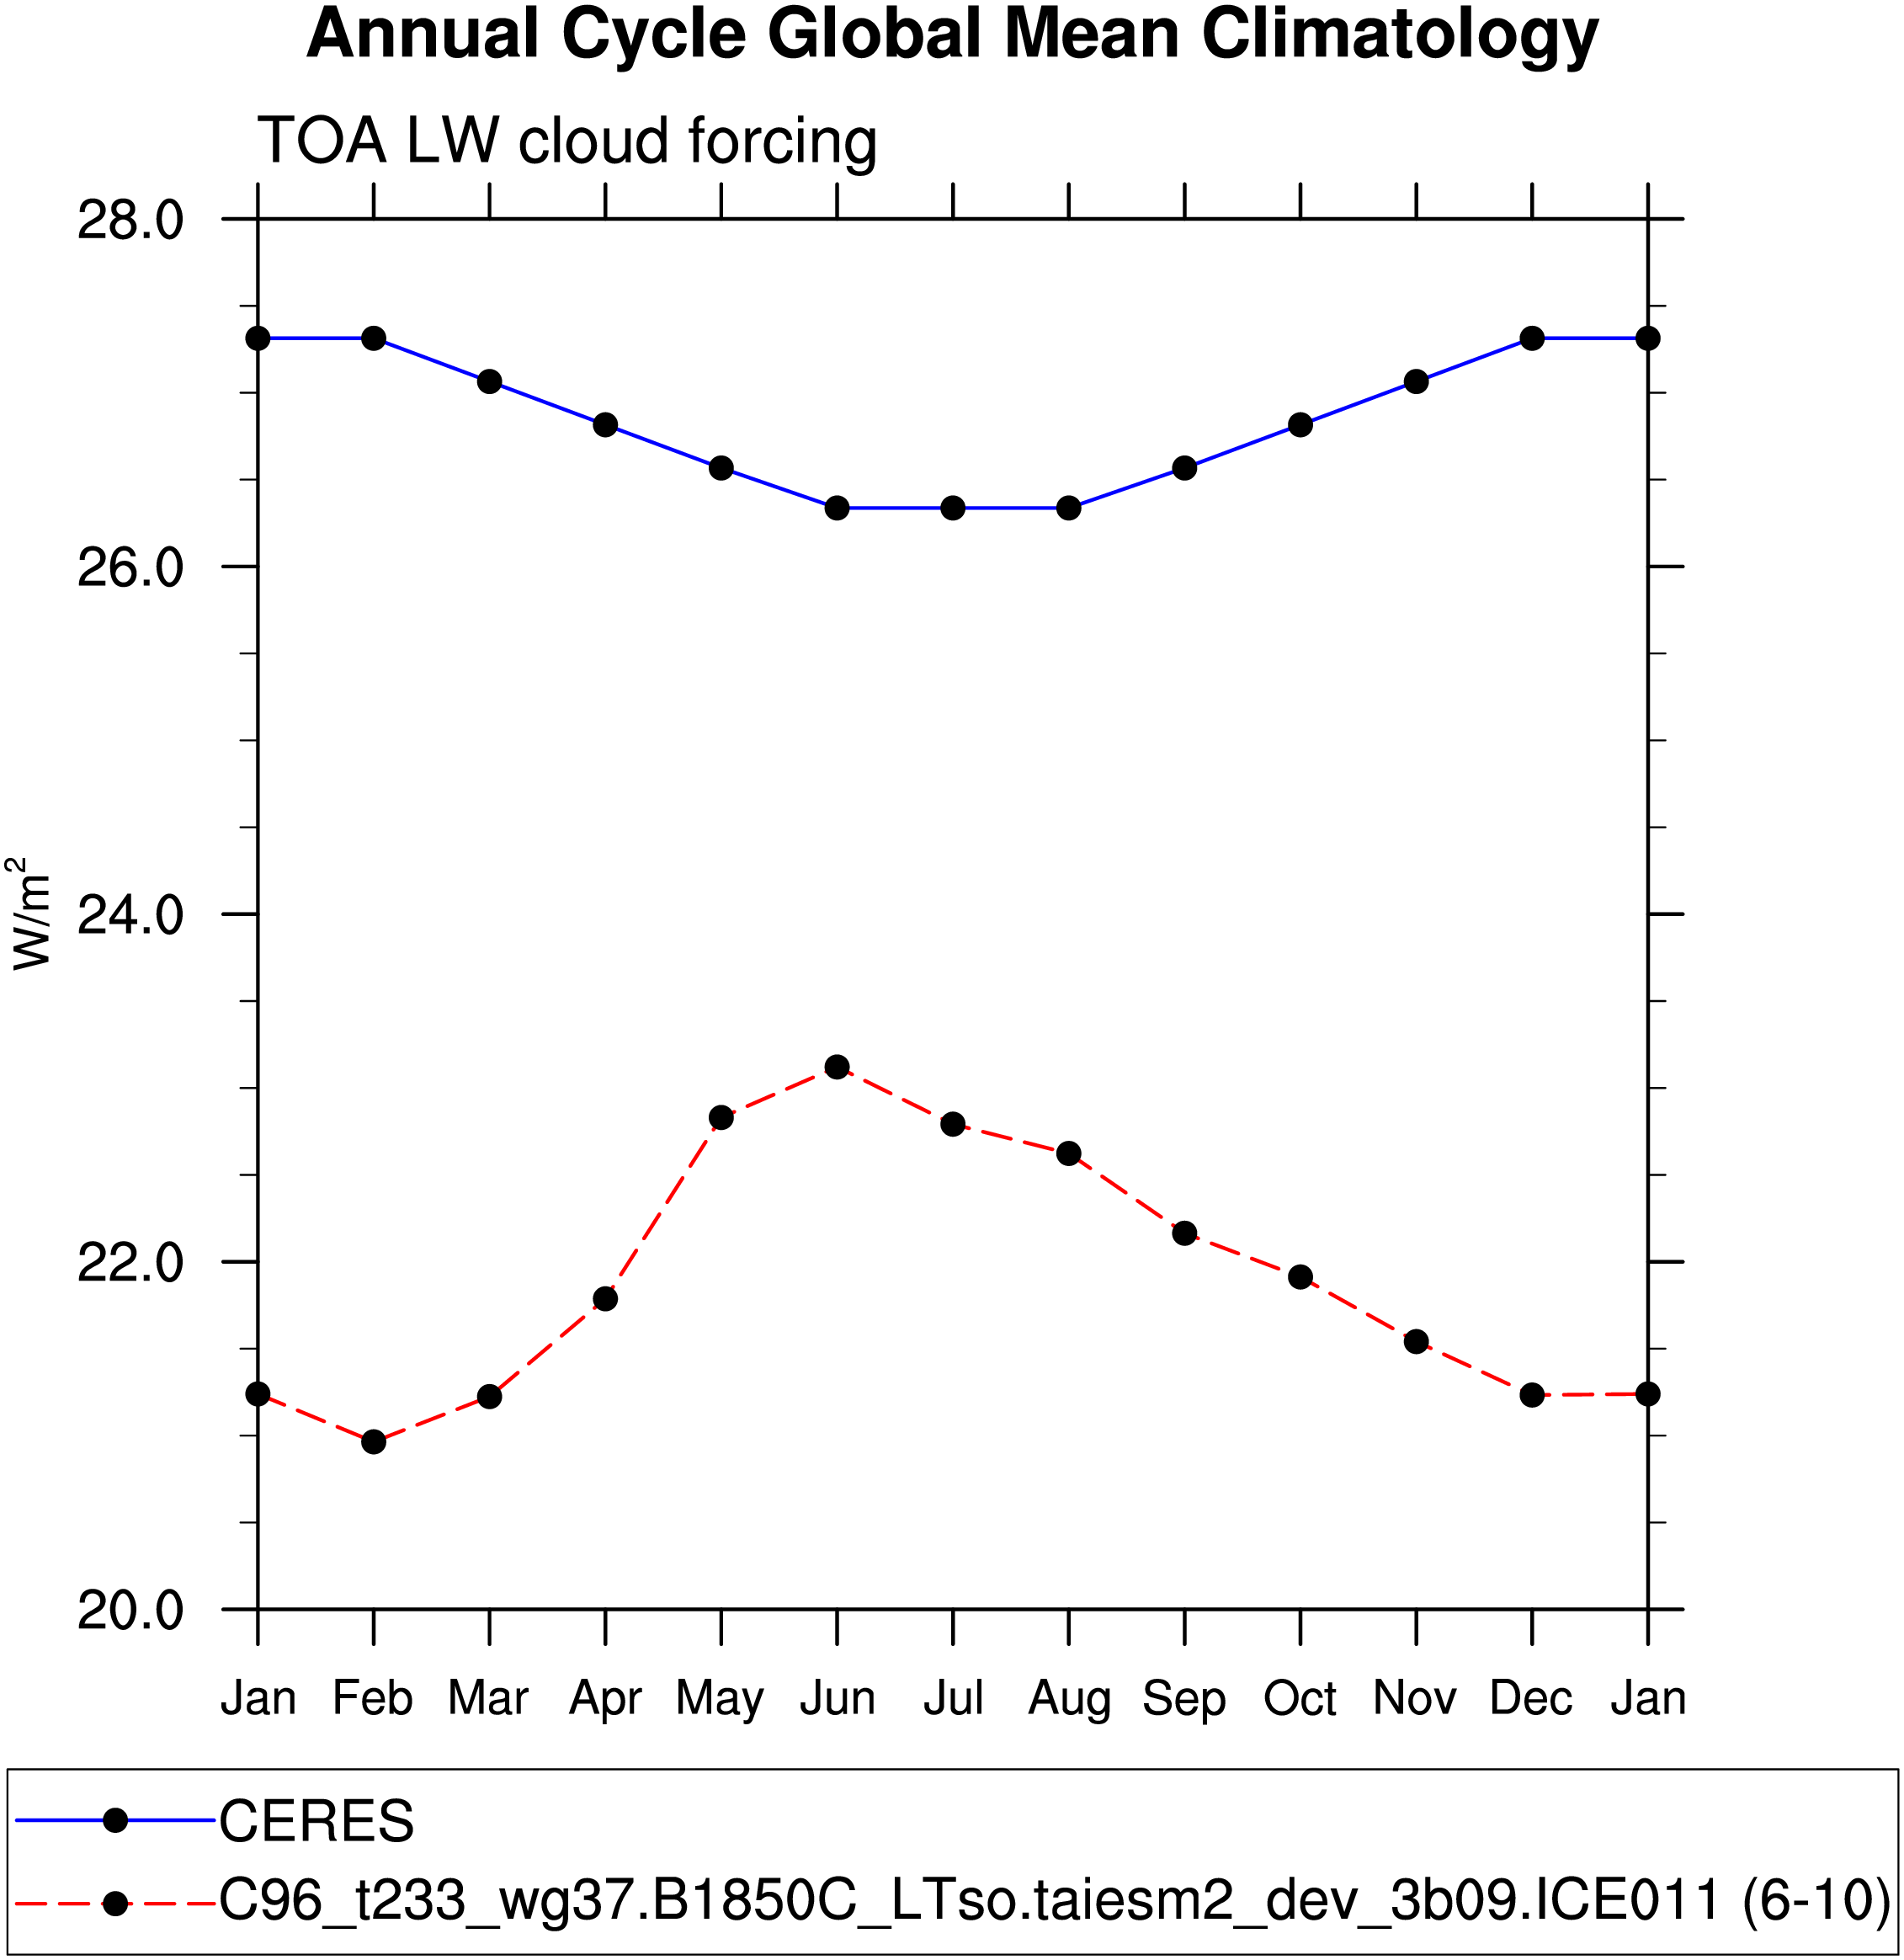 Annual Cycle Global Mean Climatology
TOA LW cloud forcing
28.0
26.0
24.0
22.0
20.0
W/m²
Jan Feb Mar Apr May Jun Jul Aug Sep Oct Nov Dec Jan
CERES
C96_t233_wg37.B1850C_LTso.taiesm2_dev_3b09.ICE011 (6-10)